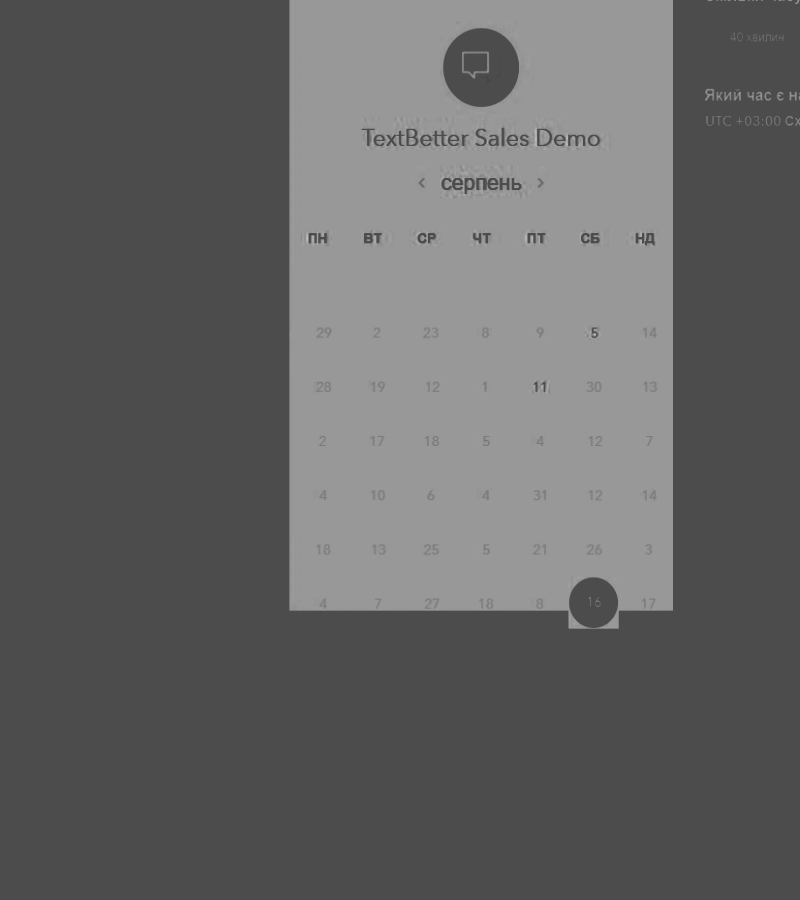 40 хвилин
TextBetter Sales Demo
Який час є
UTC +03:00
серпень
ПН ВТ СР ЧТ ПТ СБ НД
29 2 23 8 9 5 14
28 19 12 1 11 30 13
2 17 18 5 4 12 7
4 10 6 4 31 12 14
18 13 25 5 21 26 3
4 7 27 18 8 16 17